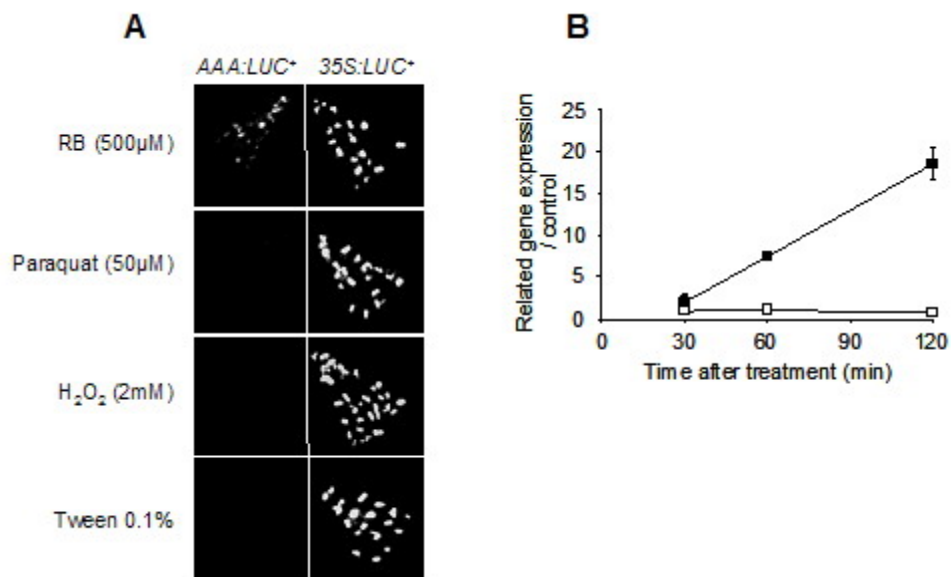 A
AAA:LUC⁺ 35S:LUC⁺
RB (500µM)
Paraquat (50µM)
H₂O₂ (2mM)
Tween 0.1%
B
Related gene expression
/ control
25
20
15
10
5
0
0 30 60 90 120
Time after treatment (min)